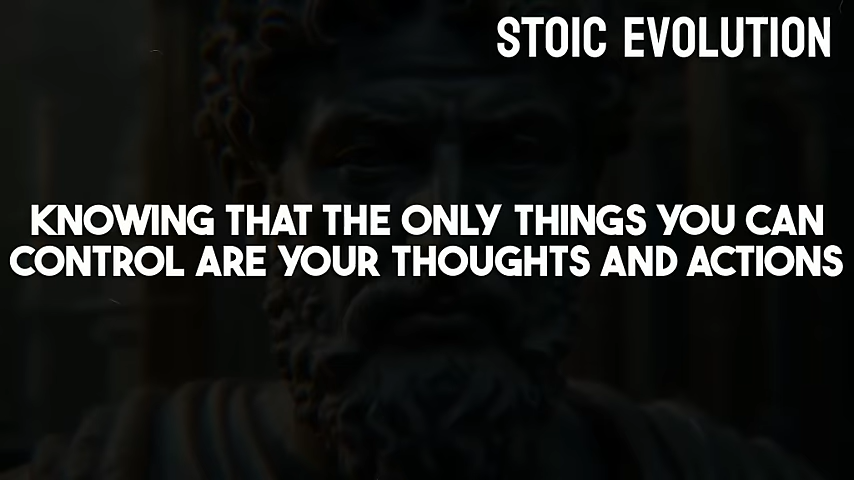 STOIC EVOLUTION
KNOWING THAT THE ONLY THINGS YOU CAN
CONTROL ARE YOUR THOUGHTS AND ACTIONS